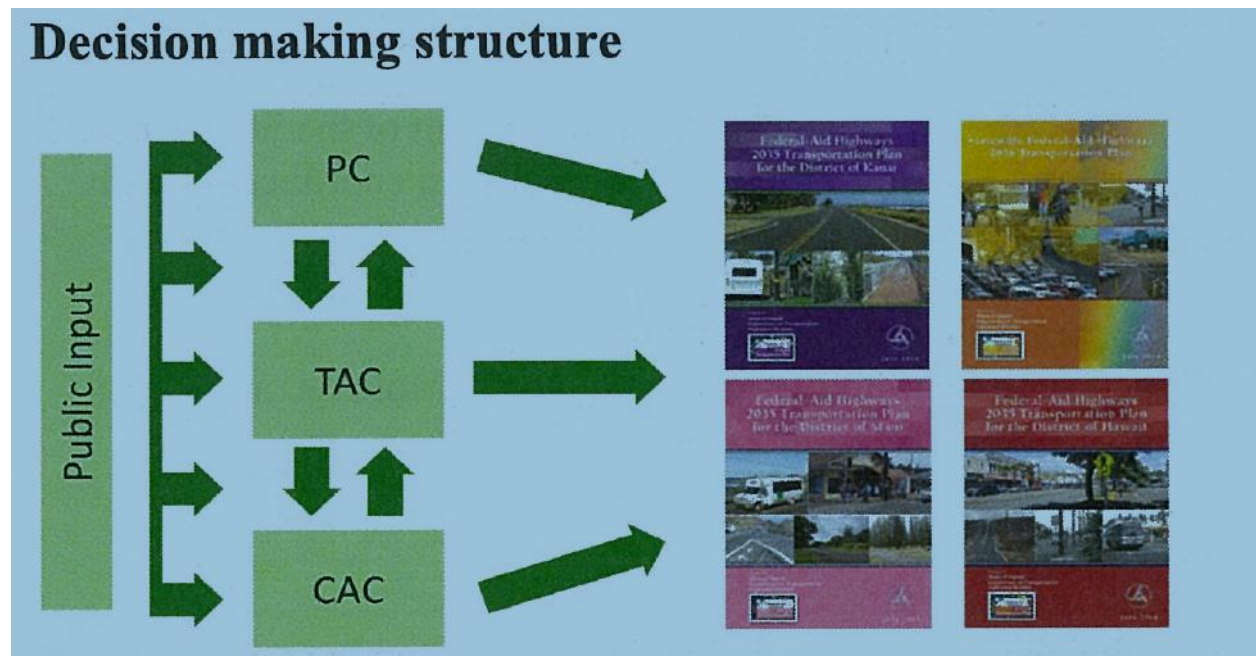 Decision making structure
Public Input
PC
TAC
CAC
Federal-Aid Highways
2035 Transportation Plan
for the District of Kauai
Statewide Federal-Aid Highways
2035 Transportation Plan
Federal-Aid Highways
2035 Transportation Plan
for the District of Maui
Federal-Aid Highways
2035 Transportation Plan
for the District of Hawaii